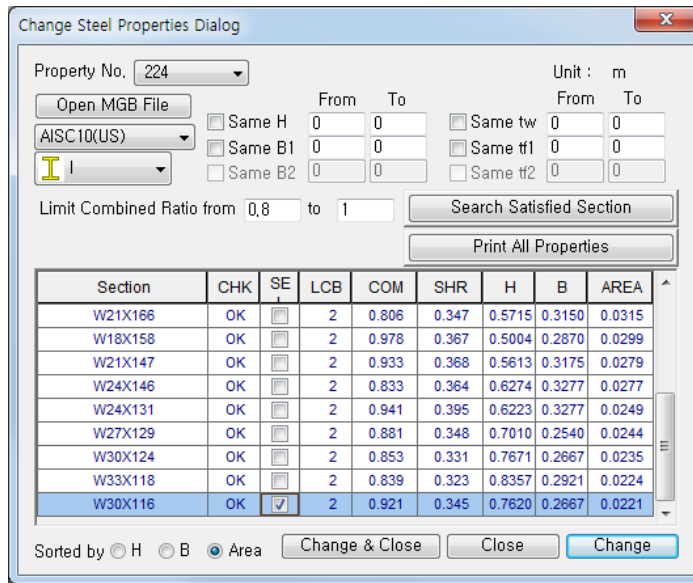 Change Steel Properties Dialog
Property No, 224 Unit : m
Open MGB File From To From To
AISC10(US) Same H 0 0 Same tw 0 0
Same B1 0 0 Same tf1 0 0
I Same B2 0 0 Same tf2 0 0
Limit Combined Ratio from 0,8 to 1 Search Satisfied Section
Print All Properties
Section CHK SE LCB COM SHR H B AREA
W21X166 OK 2 0.806 0.347 0.5715 0.3150 0.0315
W18X158 OK 2 0.978 0.367 0.5004 0.2870 0.0299
W21X147 OK 2 0.933 0.368 0.5613 0.3175 0.0279
W24X146 OK 2 0.833 0.364 0.6274 0.3277 0.0277
W24X131 OK 2 0.941 0.395 0.6223 0.3277 0.0249
W27X129 OK 2 0.881 0.348 0.7010 0.2540 0.0244
W30X124 OK 2 0.853 0.331 0.7671 0.2667 0.0235
W33X118 OK 2 0.839 0.323 0.8357 0.2921 0.0224
W30X116 OK 2 0.921 0.345 0.7620 0.2667 0.0221
Sorted by H B Area Change & Close Close Change